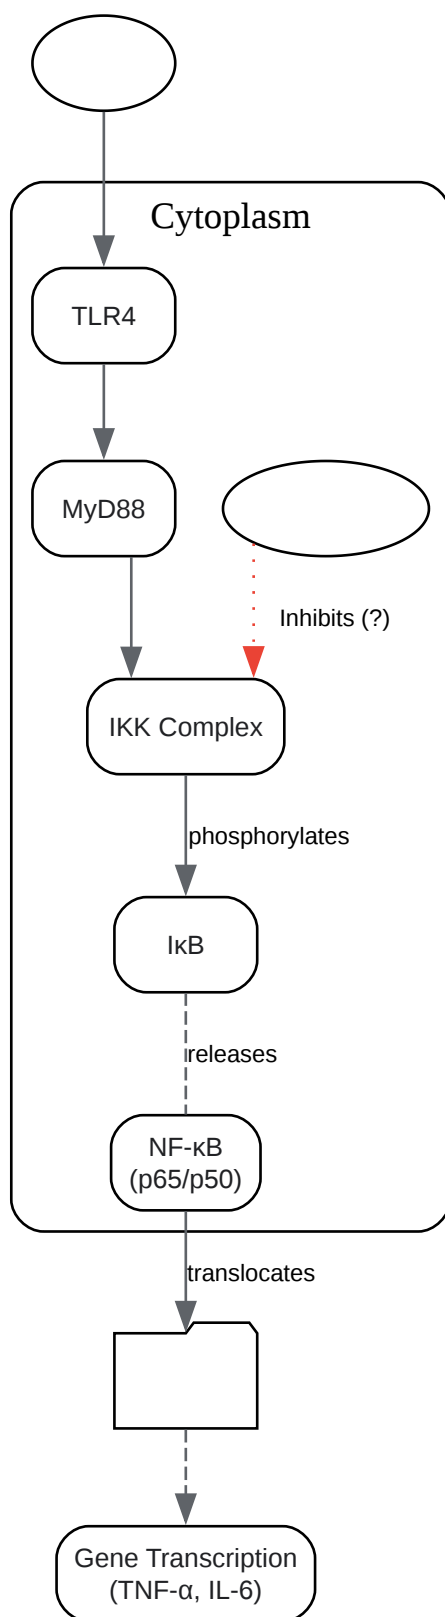 Cytoplasm
TLR4
MyD88
Inhibits (?)
IKK Complex
phosphorylates
IκB
releases
NF-κB
(p65/p50)
translocates
Gene Transcription
(TNF-α, IL-6)